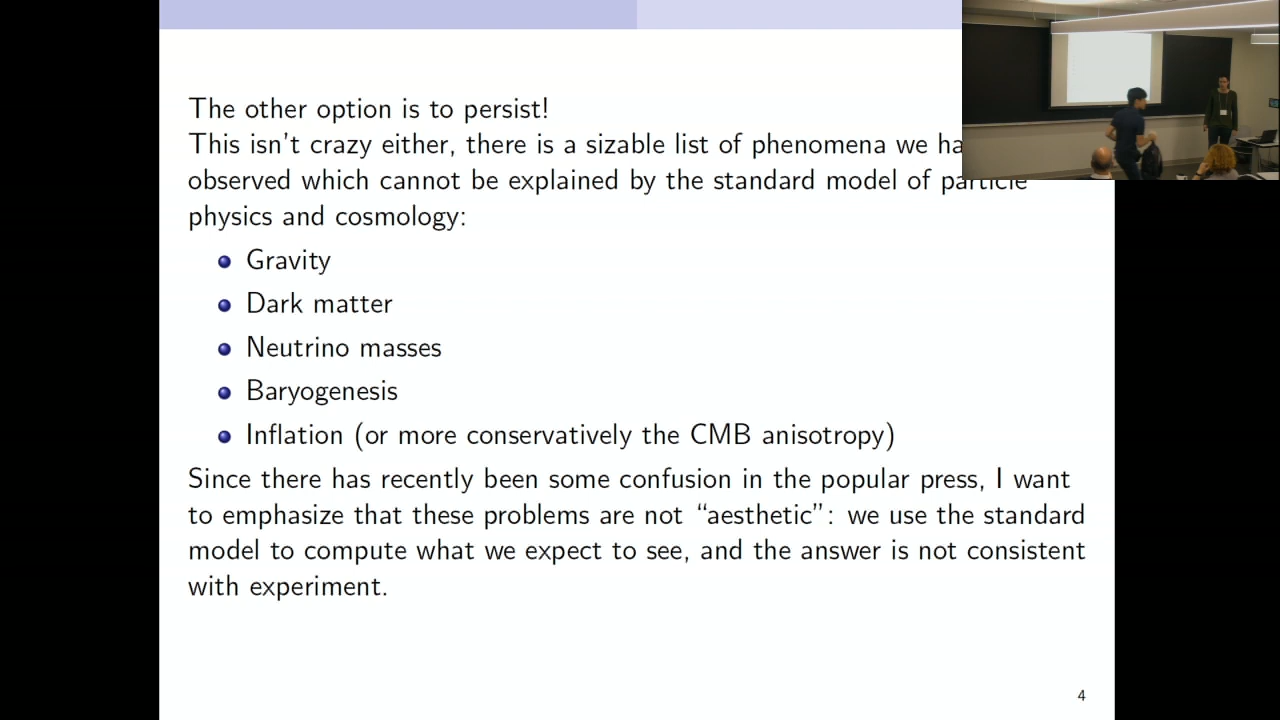 The other option is to persist!
This isn't crazy either, there is a sizable list of phenomena we ha
observed which cannot be explained by the standard model of particle
physics and cosmology:
Gravity
Dark matter
Neutrino masses
Baryogenesis
Inflation (or more conservatively the CMB anisotropy)
Since there has recently been some confusion in the popular press, I want
to emphasize that these problems are not “aesthetic”: we use the standard
model to compute what we expect to see, and the answer is not consistent
with experiment.
4